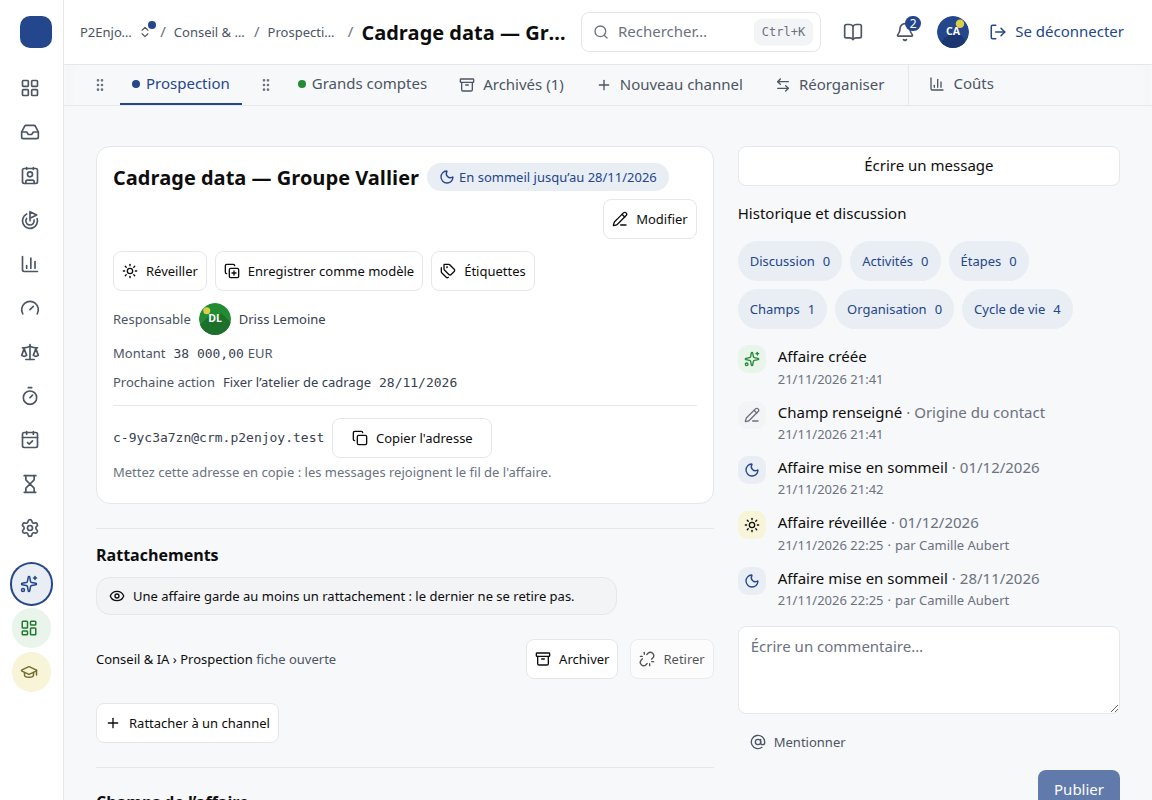 P2Enjo... / Conseil & ... / Prospecti... / Cadrage data — Gr... Rechercher... Ctrl+K 2 CA Se déconnecter
Prospection Grands comptes Archivés (1) Nouveau channel Réorganiser Coûts
Cadrage data — Groupe Vallier En sommeil jusqu'au 28/11/2026
Modifier
Réveiller Enregistrer comme modèle Étiquettes
Responsable DL Driss Lemoine
Montant 38 000,00 EUR
Prochaine action Fixer l'atelier de cadrage 28/11/2026
c-9yc3a7zn@crm.p2enjoy.test Copier l'adresse
Mettez cette adresse en copie : les messages rejoignent le fil de l'affaire.
Rattachements
Une affaire garde au moins un rattachement : le dernier ne se retire pas.
Conseil & IA › Prospection fiche ouverte Archiver Retirer
Rattacher à un channel
Champs de l'affaire
Écrire un message
Historique et discussion
Discussion 0 Activités 0 Étapes 0
Champs 1 Organisation 0 Cycle de vie 4
Affaire créée
21/11/2026 21:41
Champ renseigné · Origine du contact
21/11/2026 21:41
Affaire mise en sommeil · 01/12/2026
21/11/2026 21:42
Affaire réveillée · 01/12/2026
21/11/2026 22:25 · par Camille Aubert
Affaire mise en sommeil · 28/11/2026
21/11/2026 22:25 · par Camille Aubert
Écrire un commentaire...
Mentionner
Publier